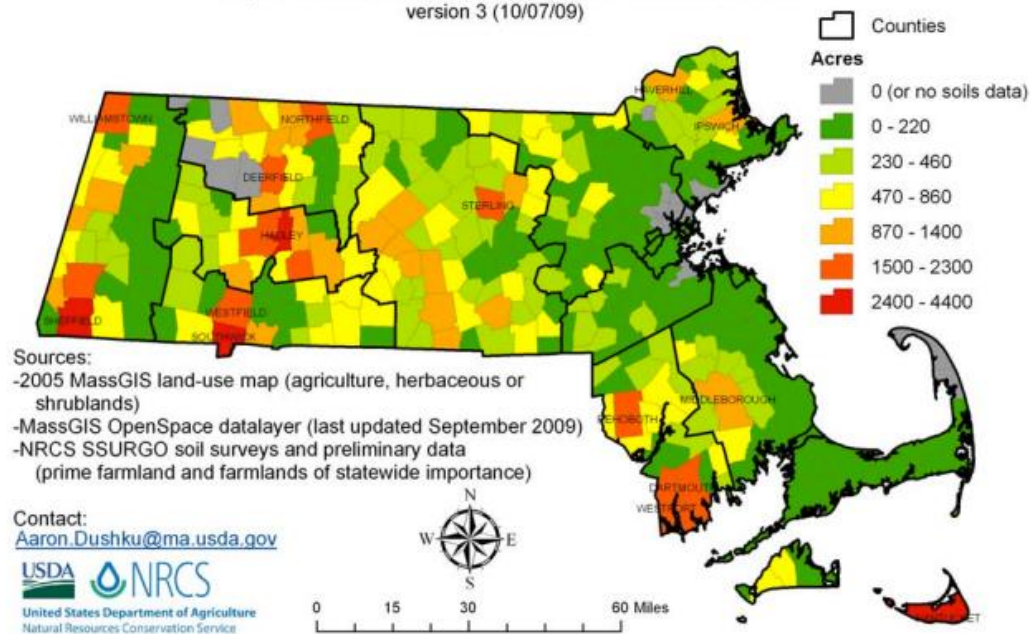 version 3 (10/07/09)
Counties
Acres
0 (or no soils data)
0 - 220
230 - 460
470 - 860
870 - 1400
1500 - 2300
2400 - 4400
HAVERHILL
WILLIAMSTOWN
NORTHFIELD
IPSWICH
DEERFIELD
STERLING
HADLEY
WESTFIELD
SHEFFIELD
SOUTHWICK
MIDDLEBOROUGH
REHOBOTH
DARTMOUTH
WESTPORT
Sources:
-2005 MassGIS land-use map (agriculture, herbaceous or
shrublands)
-MassGIS OpenSpace datalayer (last updated September 2009)
-NRCS SSURGO soil surveys and preliminary data
(prime farmland and farmlands of statewide importance)
Contact:
Aaron.Dushku@ma.usda.gov
N
W E
S
USDA NRCS
United States Department of Agriculture
Natural Resources Conservation Service
0 15 30 60 Miles